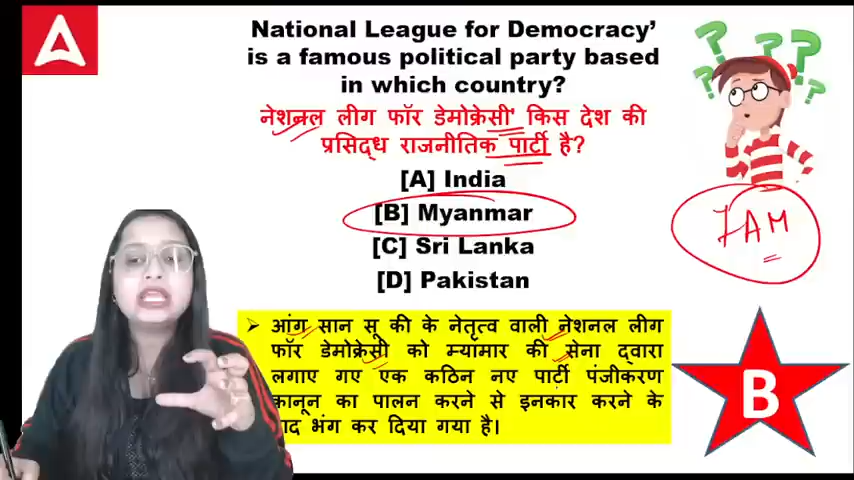 National League for Democracy’
is a famous political party based
in which country?
नेशनल लीग फॉर डेमोक्रेसी' किस देश की
प्रसिद्ध राजनीतिक पार्टी है?
[A] India
[B] Myanmar
[C] Sri Lanka
[D] Pakistan
7AM
आंग सान सू की के नेतृत्व वाली नेशनल लीग
फॉर डेमोक्रेसी को म्यांमार की सेना द्वारा
लगाए गए एक कठिन नए पार्टी पंजीकरण
कानून का पालन करने से इनकार करने के
बाद भंग कर दिया गया है।
B